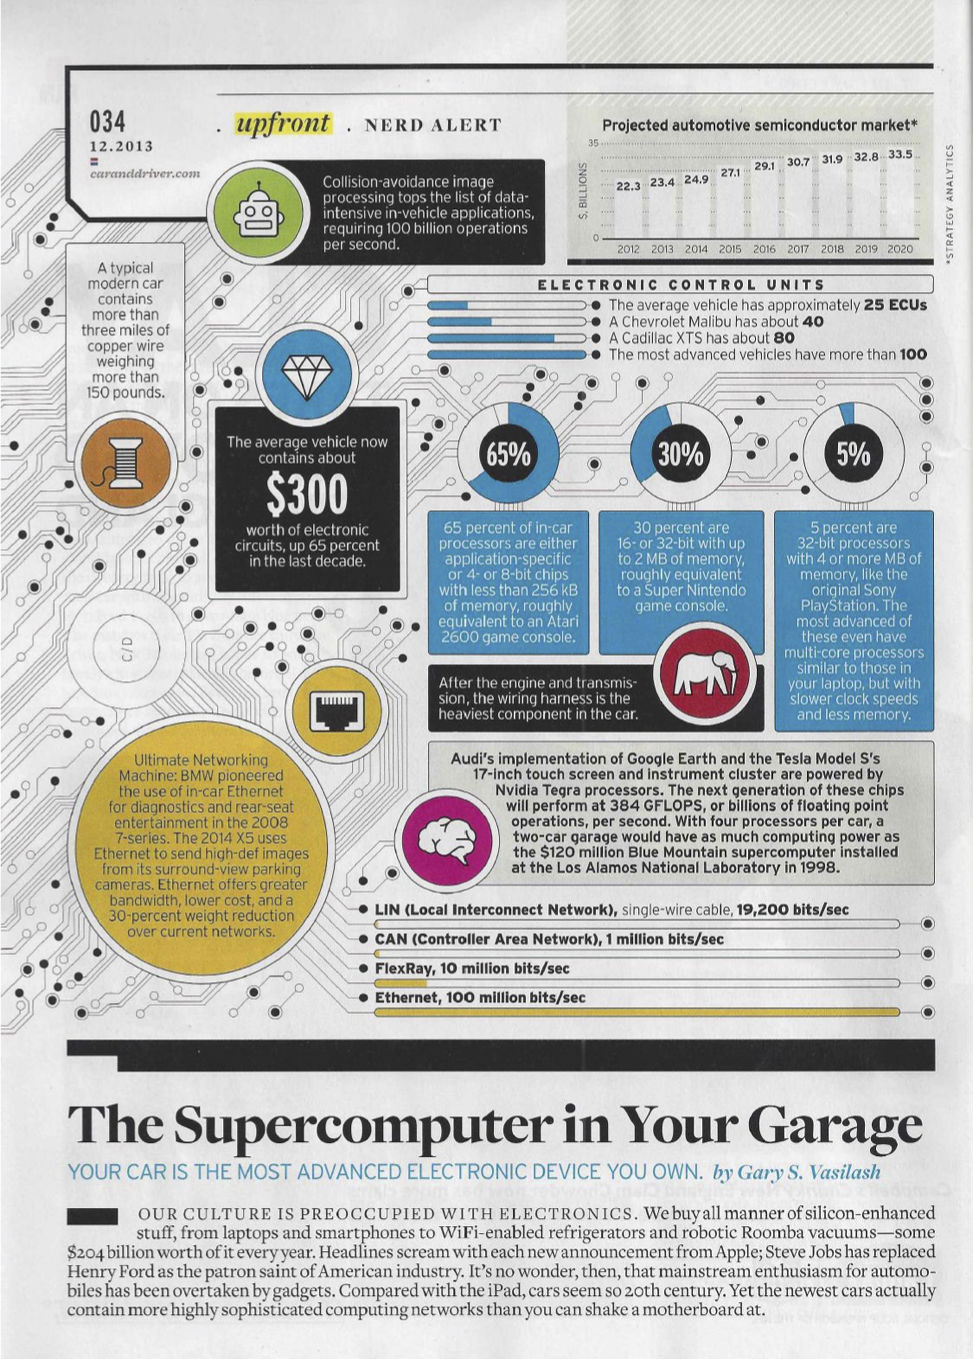 034
12.2013
caranddriver.com
. upfront . NERD ALERT
Collision-avoidance image
processing tops the list of data-
intensive in-vehicle applications,
requiring 100 billion operations
per second.
Projected automotive semiconductor market*
$, BILLIONS
35
0
22.3 23.4 24.9 27.1 29.1 30.7 31.9 32.8 33.5
2012 2013 2014 2015 2016 2017 2018 2019 2020
*STRATEGY ANALYTICS
A typical
modern car
contains
more than
three miles of
copper wire
weighing
more than
150 pounds.
ELECTRONIC CONTROL UNITS
The average vehicle has approximately 25 ECUs
A Chevrolet Malibu has about 40
A Cadillac XTS has about 80
The most advanced vehicles have more than 100
The average vehicle now
contains about
$300
worth of electronic
circuits, up 65 percent
in the last decade.
65%
65 percent of in-car
processors are either
application-specific
or 4- or 8-bit chips
with less than 256 kB
of memory, roughly
equivalent to an Atari
2600 game console.
30%
30 percent are
16- or 32-bit with up
to 2 MB of memory,
roughly equivalent
to a Super Nintendo
game console.
5%
5 percent are
32-bit processors
with 4 or more MB of
memory, like the
original Sony
PlayStation. The
most advanced of
these even have
multi-core processors
similar to those in
your laptop, but with
slower clock speeds
and less memory.
C/D
After the engine and transmis-
sion, the wiring harness is the
heaviest component in the car.
Ultimate Networking
Machine: BMW pioneered
the use of in-car Ethernet
for diagnostics and rear-seat
entertainment in the 2008
7-series. The 2014 X5 uses
Ethernet to send high-def images
from its surround-view parking
cameras. Ethernet offers greater
bandwidth, lower cost, and a
30-percent weight reduction
over current networks.
Audi's implementation of Google Earth and the Tesla Model S's
17-inch touch screen and instrument cluster are powered by
Nvidia Tegra processors. The next generation of these chips
will perform at 384 GFLOPS, or billions of floating point
operations, per second. With four processors per car, a
two-car garage would have as much computing power as
the $120 million Blue Mountain supercomputer installed
at the Los Alamos National Laboratory in 1998.
LIN (Local Interconnect Network), single-wire cable, 19,200 bits/sec
CAN (Controller Area Network), 1 million bits/sec
FlexRay, 10 million bits/sec
Ethernet, 100 million bits/sec
The Supercomputer in Your Garage
YOUR CAR IS THE MOST ADVANCED ELECTRONIC DEVICE YOU OWN. by Gary S. Vasilash
OUR CULTURE IS PREOCCUPIED WITH ELECTRONICS. We buy all manner of silicon-enhanced
stuff, from laptops and smartphones to WiFi-enabled refrigerators and robotic Roomba vacuums—some
$204 billion worth of it every year. Headlines scream with each new announcement from Apple; Steve Jobs has replaced
Henry Ford as the patron saint of American industry. It's no wonder, then, that mainstream enthusiasm for automo-
biles has been overtaken by gadgets. Compared with the iPad, cars seem so 20th century. Yet the newest cars actually
contain more highly sophisticated computing networks than you can shake a motherboard at.